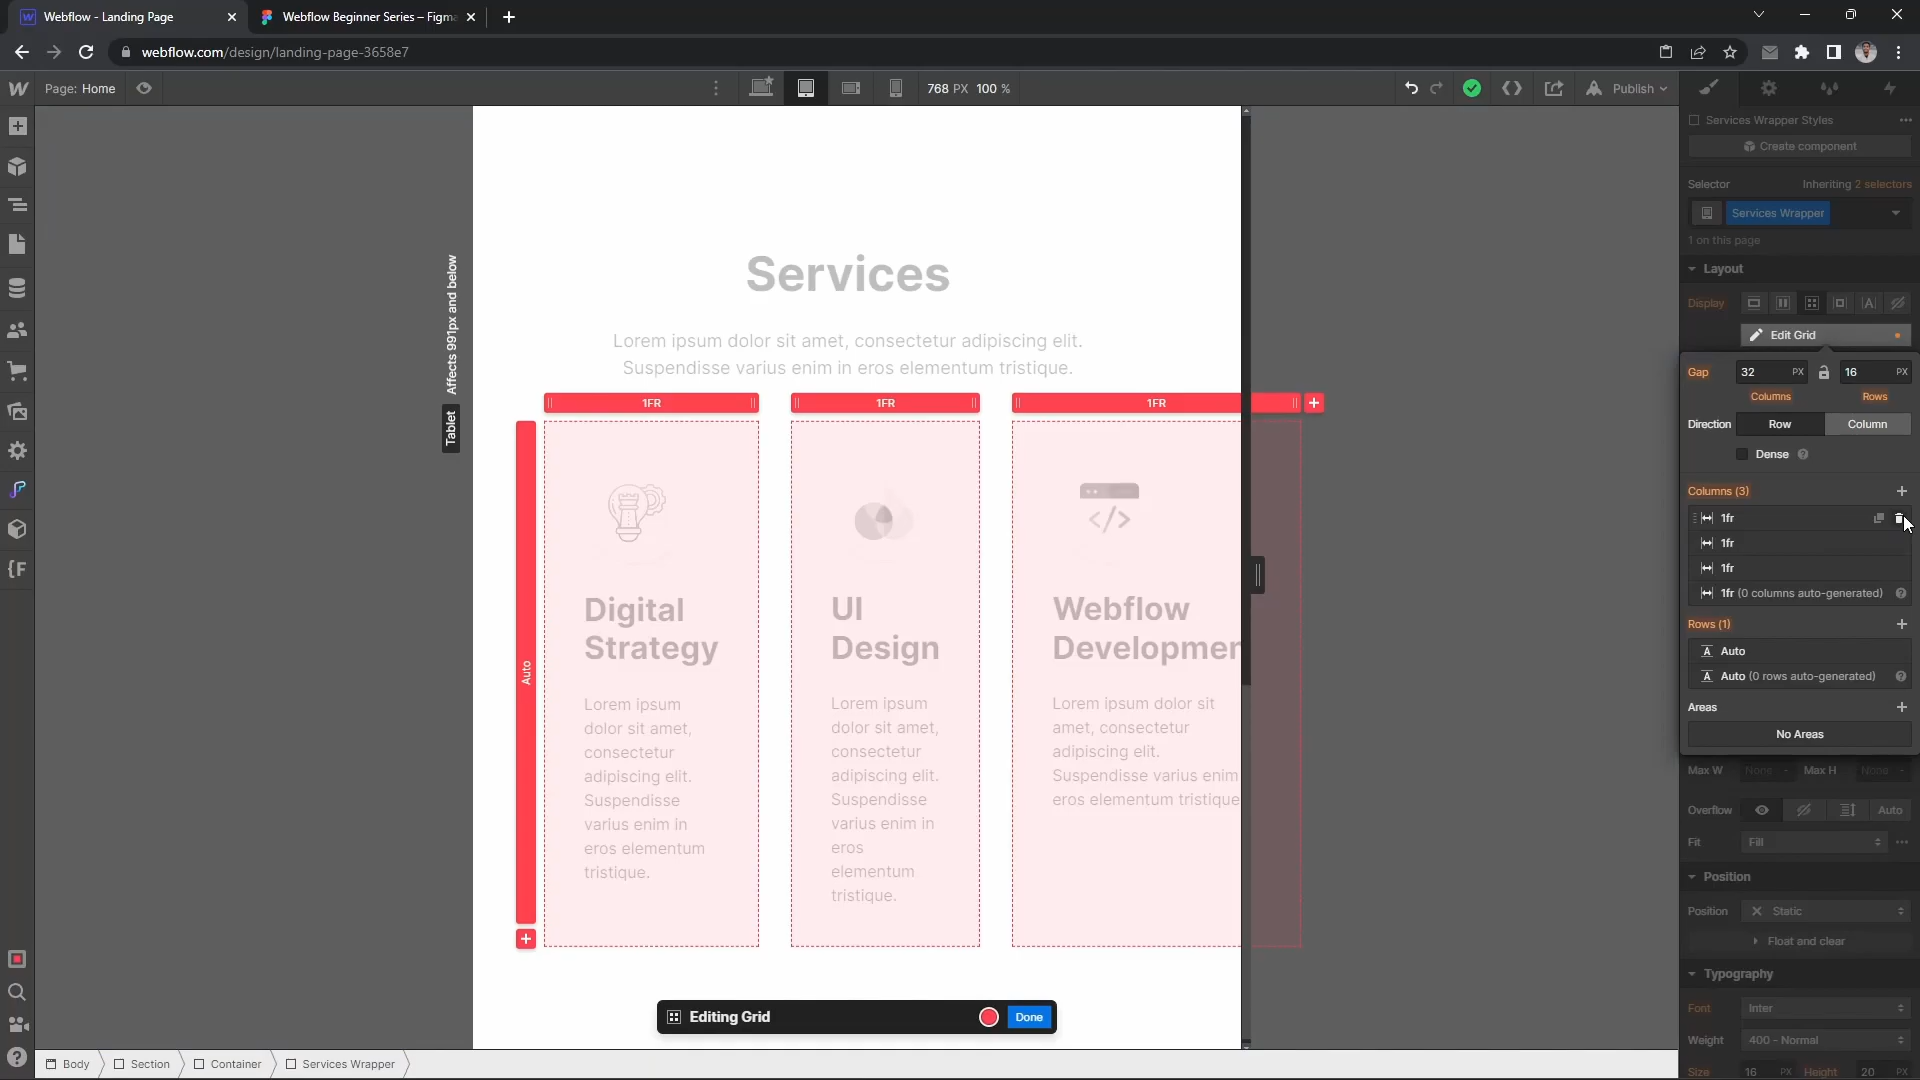 Webflow - Landing Page
Webflow Beginner Series – Figma
webflow.com/design/landing-page-3658e7
Page: Home
768 PX 100 %
Publish
Services Wrapper Styles
Create component
Selector
Inheriting 2 selectors
Services Wrapper
1 on this page
Layout
Display
Edit Grid
Gap
32 PX
16 PX
Columns
Rows
Direction
Row
Column
Dense
Columns (3)
1fr
1fr
1fr
1fr (0 columns auto-generated)
Rows (1)
Auto
Auto (0 rows auto-generated)
Areas
No Areas
Max W
None -
Max H
None -
Overflow
Auto
Fit
Fill
Position
Position
Static
Float and clear
Typography
Font
Inter
Weight
400 - Normal
Size
16 PX
Height
20 PX
Affects 991px and below
Tablet
Services
Lorem ipsum dolor sit amet, consectetur adipiscing elit.
Suspendisse varius enim in eros elementum tristique.
1FR
1FR
1FR
Auto
Digital
Strategy
Lorem ipsum
dolor sit amet,
consectetur
adipiscing elit.
Suspendisse
varius enim in
eros elementum
tristique.
UI
Design
Lorem ipsum
dolor sit amet,
consectetur
adipiscing elit.
Suspendisse
varius enim in
eros
elementum
tristique.
</>
Webflow
Developmen
Lorem ipsum dolor sit
amet, consectetur
adipiscing elit.
Suspendisse varius enim
eros elementum tristique
Editing Grid
Done
Body
Section
Container
Services Wrapper